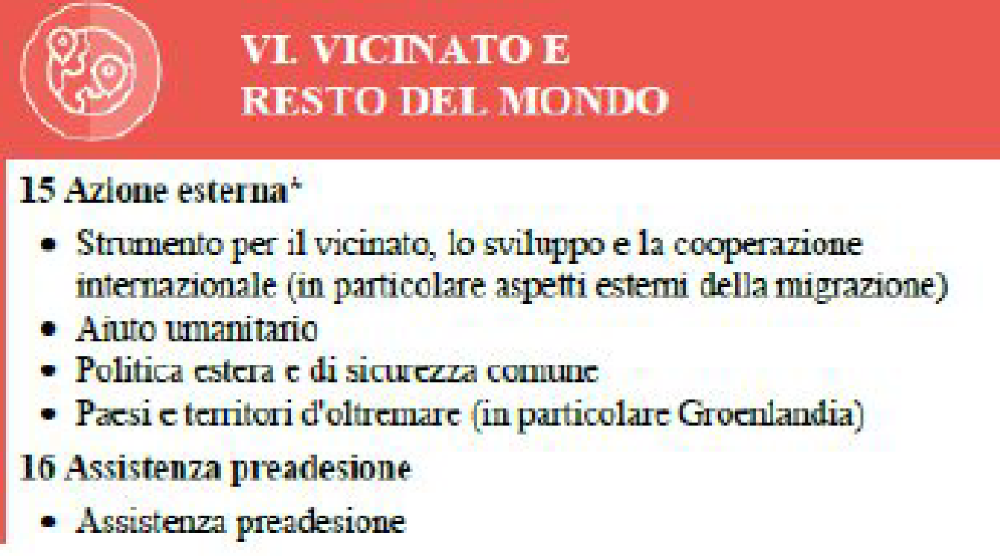 VI. VICINATO E
RESTO DEL MONDO
15 Azione esterna*
• Strumento per il vicinato, lo sviluppo e la cooperazione
internazionale (in particolare aspetti esterni della migrazione)
• Aiuto umanitario
• Politica estera e di sicurezza comune
• Paesi e territori d'oltremare (in particolare Groenlandia)
16 Assistenza preadesione
• Assistenza preadesione